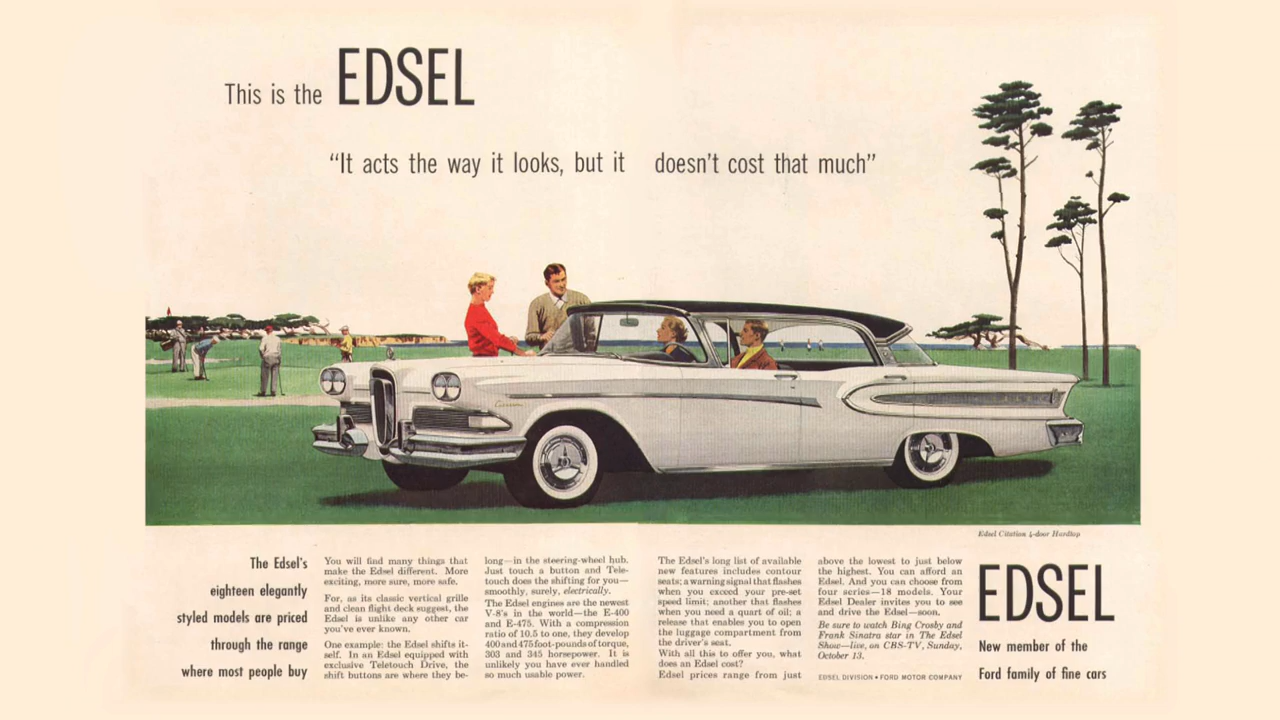 This is the EDSEL
“It acts the way it looks, but it doesn’t cost that much”
Edsel Citation 4-door Hardtop
The Edsel’s
eighteen elegantly
styled models are priced
through the range
where most people buy
You will find many things that
make the Edsel different. More
exciting, more sure, more safe.
For, as its classic vertical grille
and clean flight deck suggest, the
Edsel is unlike any other car
you’ve ever known.
One example: the Edsel shifts it-
self. In an Edsel equipped with
exclusive Teletouch Drive, the
shift buttons are where they be-
long—in the steering-wheel hub.
Just touch a button and Tele-
touch does the shifting for you—
smoothly, surely, electrically.
The Edsel engines are the newest
V-8’s in the world—the E-400
and E-475. With a compression
ratio of 10.5 to one, they develop
400 and 475 foot-pounds of torque,
303 and 345 horsepower. It is
unlikely you have ever handled
so much usable power.
The Edsel’s long list of available
new features includes contour
seats; a warning signal that flashes
when you exceed your pre-set
speed limit; another that flashes
when you need a quart of oil; a
release that enables you to open
the luggage compartment from
the driver’s seat.
With all this to offer you, what
does an Edsel cost?
Edsel prices range from just
above the lowest to just below
the highest. You can afford an
Edsel. And you can choose from
four series—18 models. Your
Edsel Dealer invites you to see
and drive the Edsel—soon.
Be sure to watch Bing Crosby and
Frank Sinatra star in The Edsel
Show—live, on CBS-TV, Sunday,
October 13.
EDSEL DIVISION • FORD MOTOR COMPANY
EDSEL
New member of the
Ford family of fine cars